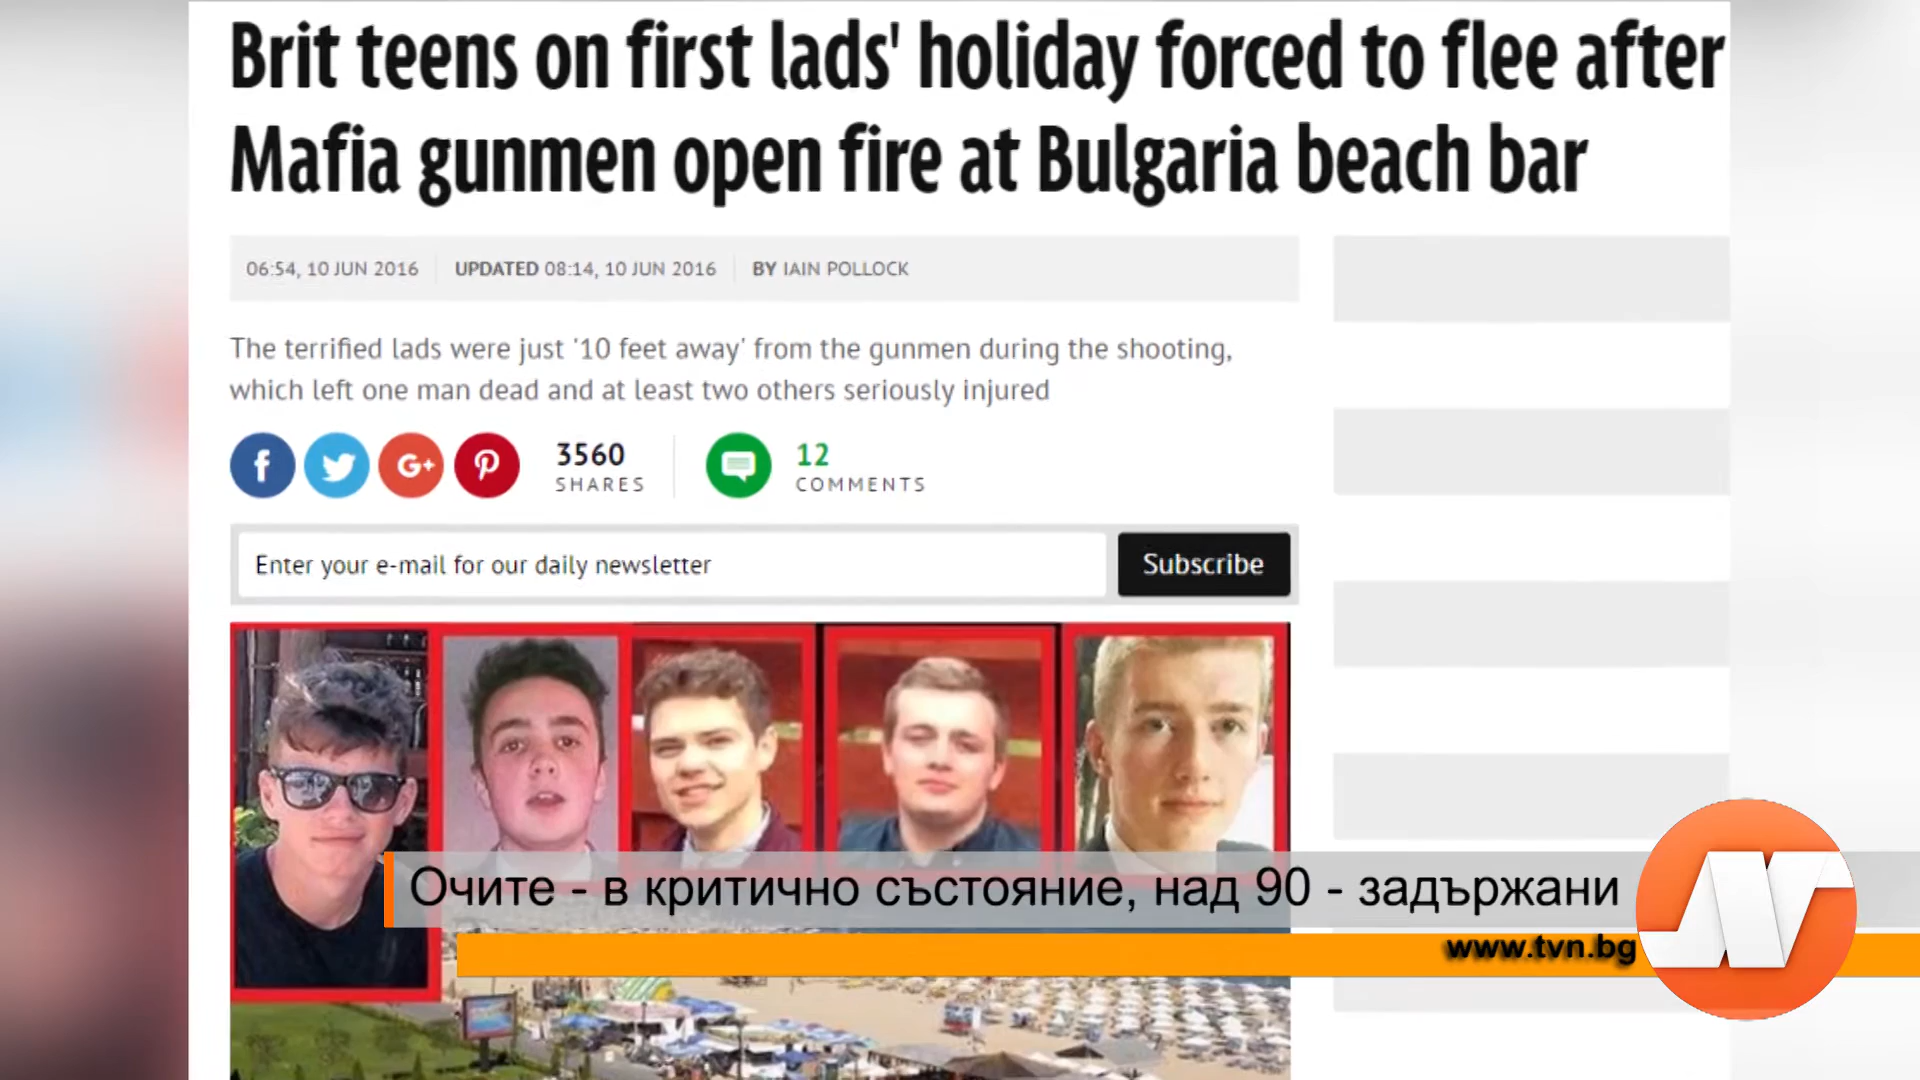 Brit teens on first lads' holiday forced to flee after
Mafia gunmen open fire at Bulgaria beach bar
06:54, 10 JUN 2016 UPDATED 08:14, 10 JUN 2016 BY IAIN POLLOCK
The terrified lads were just '10 feet away' from the gunmen during the shooting,
which left one man dead and at least two others seriously injured
3560
SHARES
12
COMMENTS
Enter your e-mail for our daily newsletter
Subscribe
Очите - в критично състояние, над 90 - задържани
www.tvn.bg